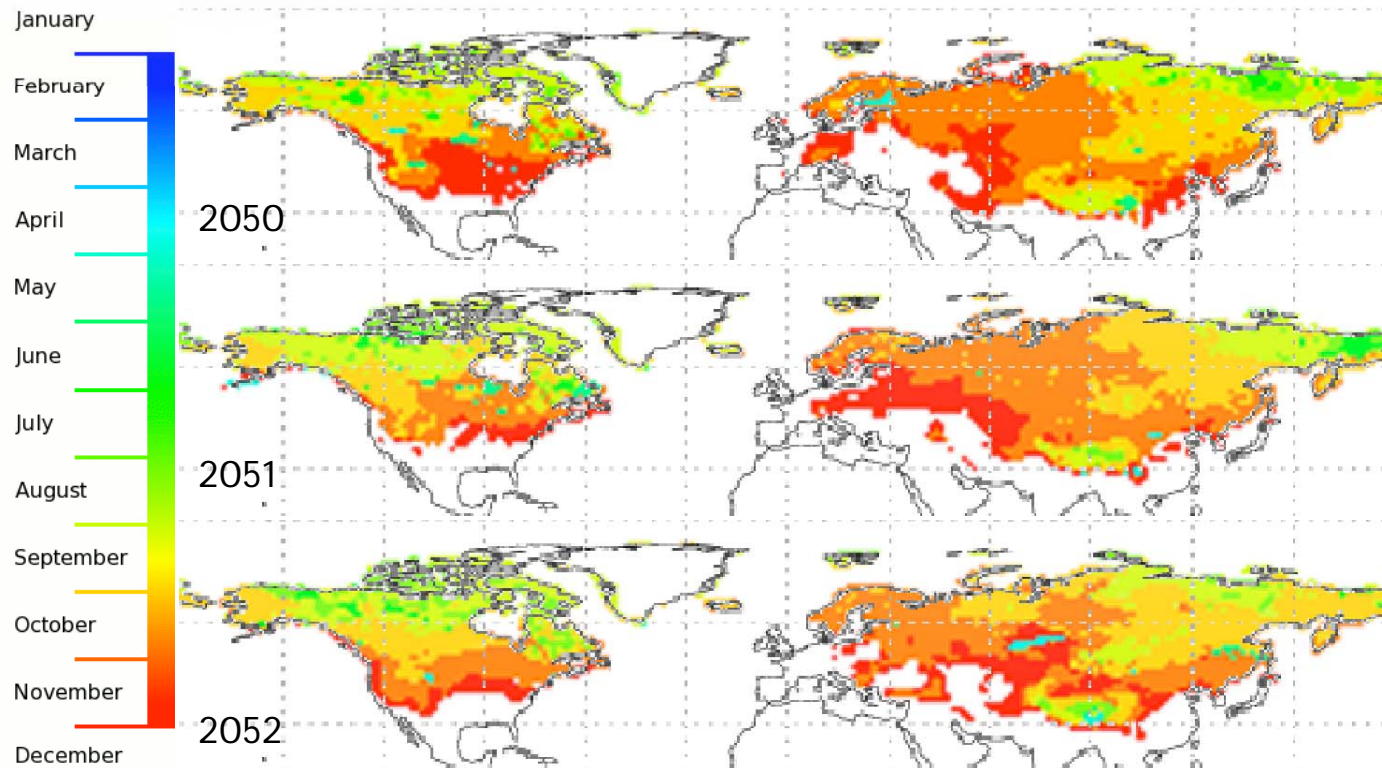 January
February
March
April
May
June
July
August
September
October
November
December
2050
2051
2052